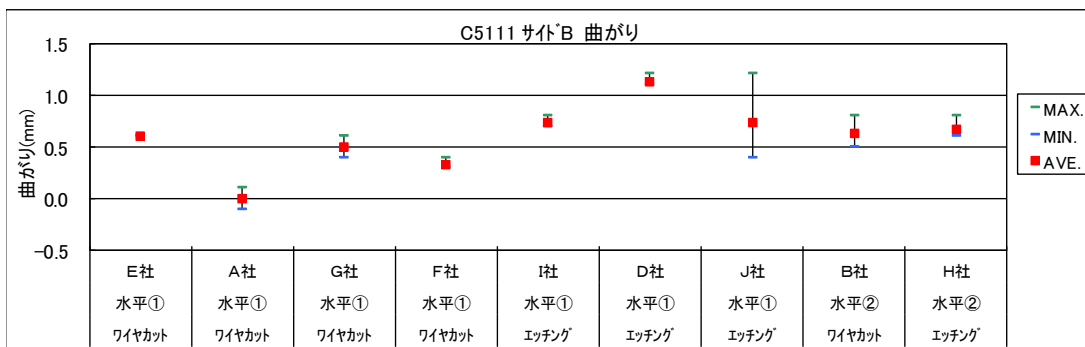 C5111 ｻｲﾄﾞB 曲がり
曲がり(mm)
1.5
1.0
0.5
0.0
−0.5
MAX.
MIN.
AVE.
E社 A社 G社 F社 I社 D社 J社 B社 H社
水平① 水平① 水平① 水平① 水平① 水平① 水平① 水平② 水平②
ﾜｲﾔｶｯﾄ ﾜｲﾔｶｯﾄ ﾜｲﾔｶｯﾄ ﾜｲﾔｶｯﾄ ｴｯﾁﾝｸﾞ ｴｯﾁﾝｸﾞ ｴｯﾁﾝｸﾞ ﾜｲﾔｶｯﾄ ｴｯﾁﾝｸﾞ